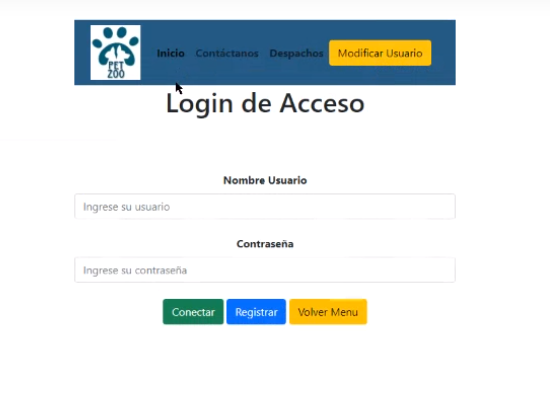 PET
ZOO
Inicio Contáctanos Despachos Modificar Usuario
Login de Acceso
Nombre Usuario
Ingrese su usuario
Contraseña
Ingrese su contraseña
Conectar Registrar Volver Menu